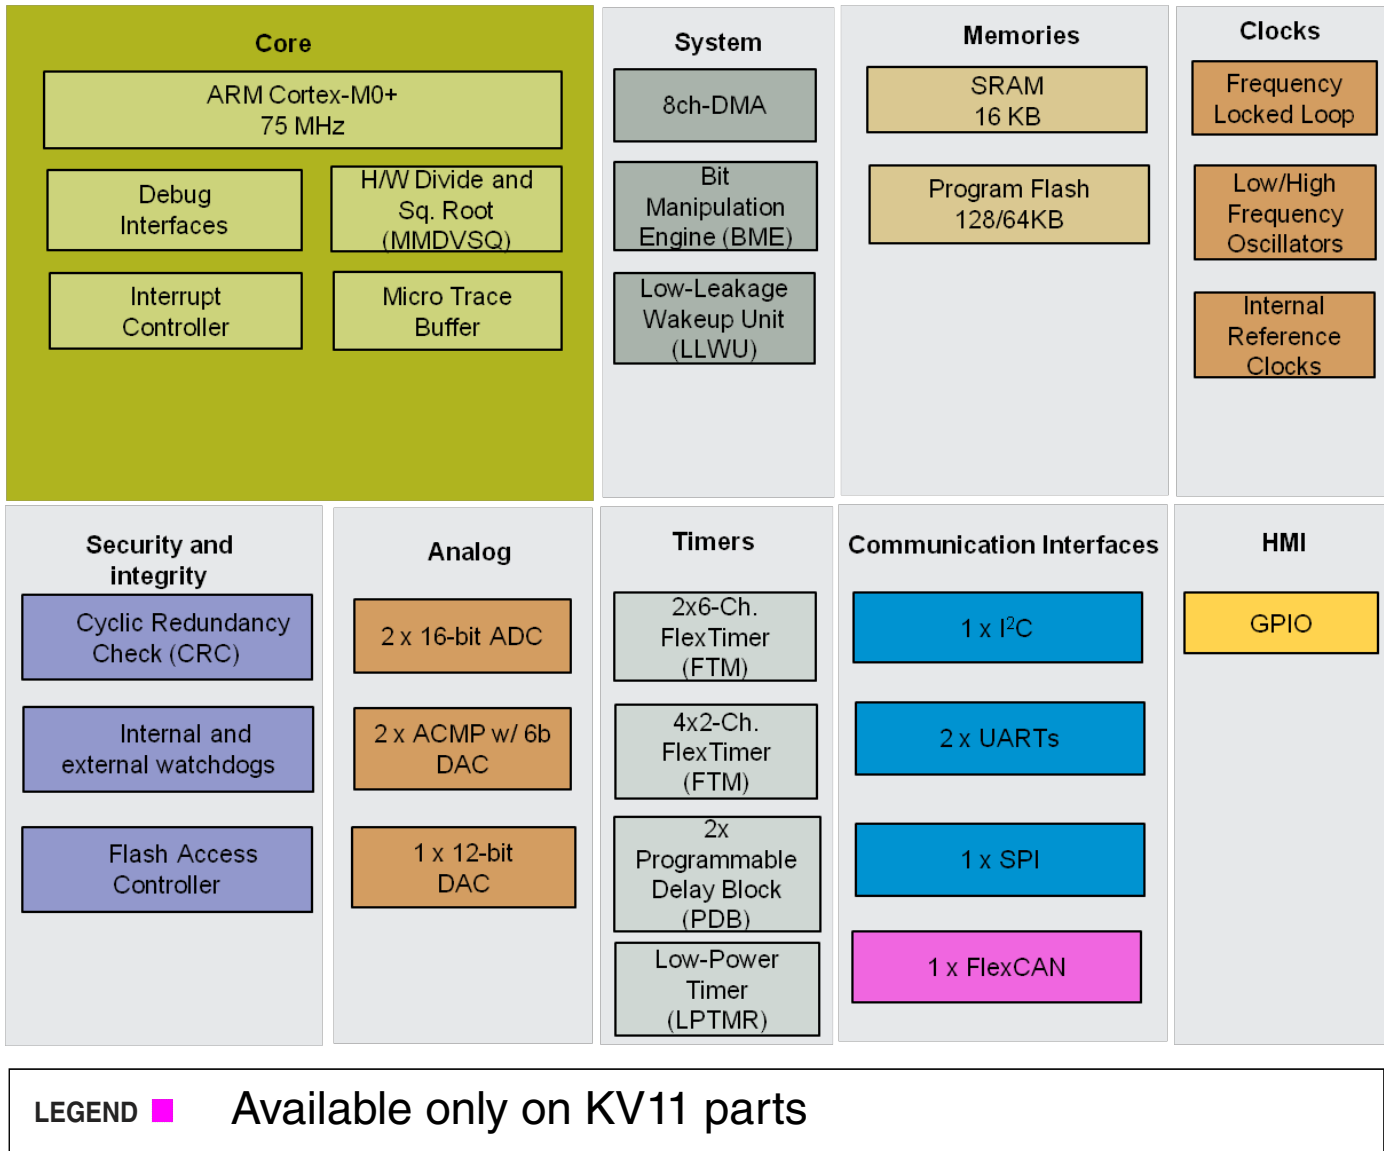 Core
ARM Cortex-M0+
75 MHz
Debug
Interfaces
H/W Divide and
Sq. Root
(MMDVSQ)
Interrupt
Controller
Micro Trace
Buffer
System
8ch-DMA
Bit
Manipulation
Engine (BME)
Low-Leakage
Wakeup Unit
(LLWU)
Memories
SRAM
16 KB
Program Flash
128/64KB
Clocks
Frequency
Locked Loop
Low/High
Frequency
Oscillators
Internal
Reference
Clocks
Security and
integrity
Cyclic Redundancy
Check (CRC)
Internal and
external watchdogs
Flash Access
Controller
Analog
2 x 16-bit ADC
2 x ACMP w/ 6b
DAC
1 x 12-bit
DAC
Timers
2x6-Ch.
FlexTimer
(FTM)
4x2-Ch.
FlexTimer
(FTM)
2x
Programmable
Delay Block
(PDB)
Low-Power
Timer
(LPTMR)
Communication Interfaces
1 x I²C
2 x UARTs
1 x SPI
1 x FlexCAN
HMI
GPIO
LEGEND Available only on KV11 parts